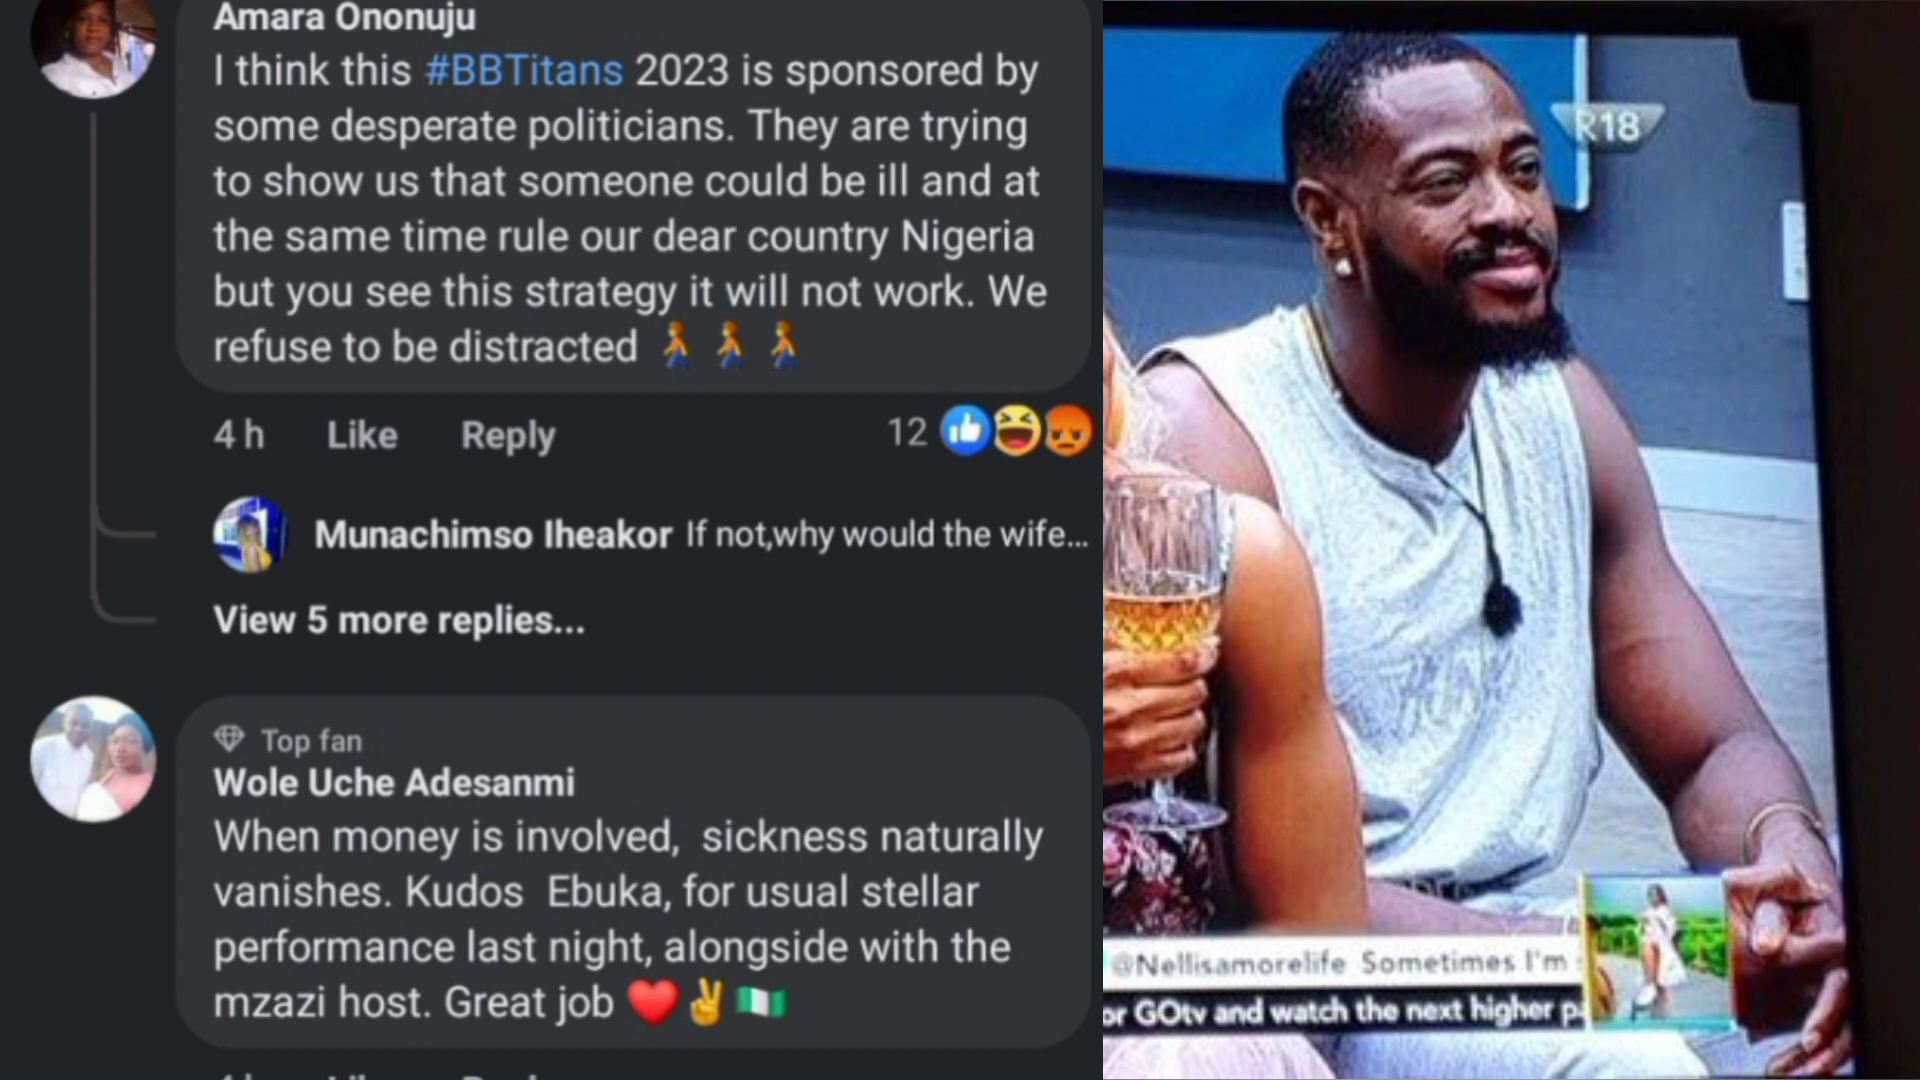 Amara Ononuju
I think this #BBTitans 2023 is sponsored by
some desperate politicians. They are trying
to show us that someone could be ill and at
the same time rule our dear country Nigeria
but you see this strategy it will not work. We
refuse to be distracted 🚶🚶🚶
4 h Like Reply 12
Munachimso Iheakor If not,why would the wife...
View 5 more replies...
Top fan
Wole Uche Adesanmi
When money is involved,  sickness naturally
vanishes. Kudos  Ebuka, for usual stellar
performance last night, alongside with the
mzazi host. Great job ❤️✌️🇳🇬
R18
@Nellisamorelife Sometimes I'm
or GOtv and watch the next higher